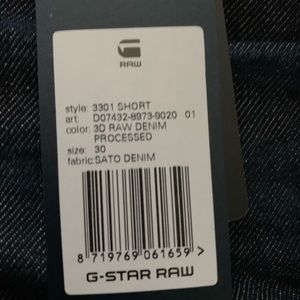 RAW
style: 3301 SHORT
art: D07432-8973-9020 01
color: 3D RAW DENIM
PROCESSED
size: 30
fabric: SATO DENIM
8 719769 061659 >
G-STAR RAW